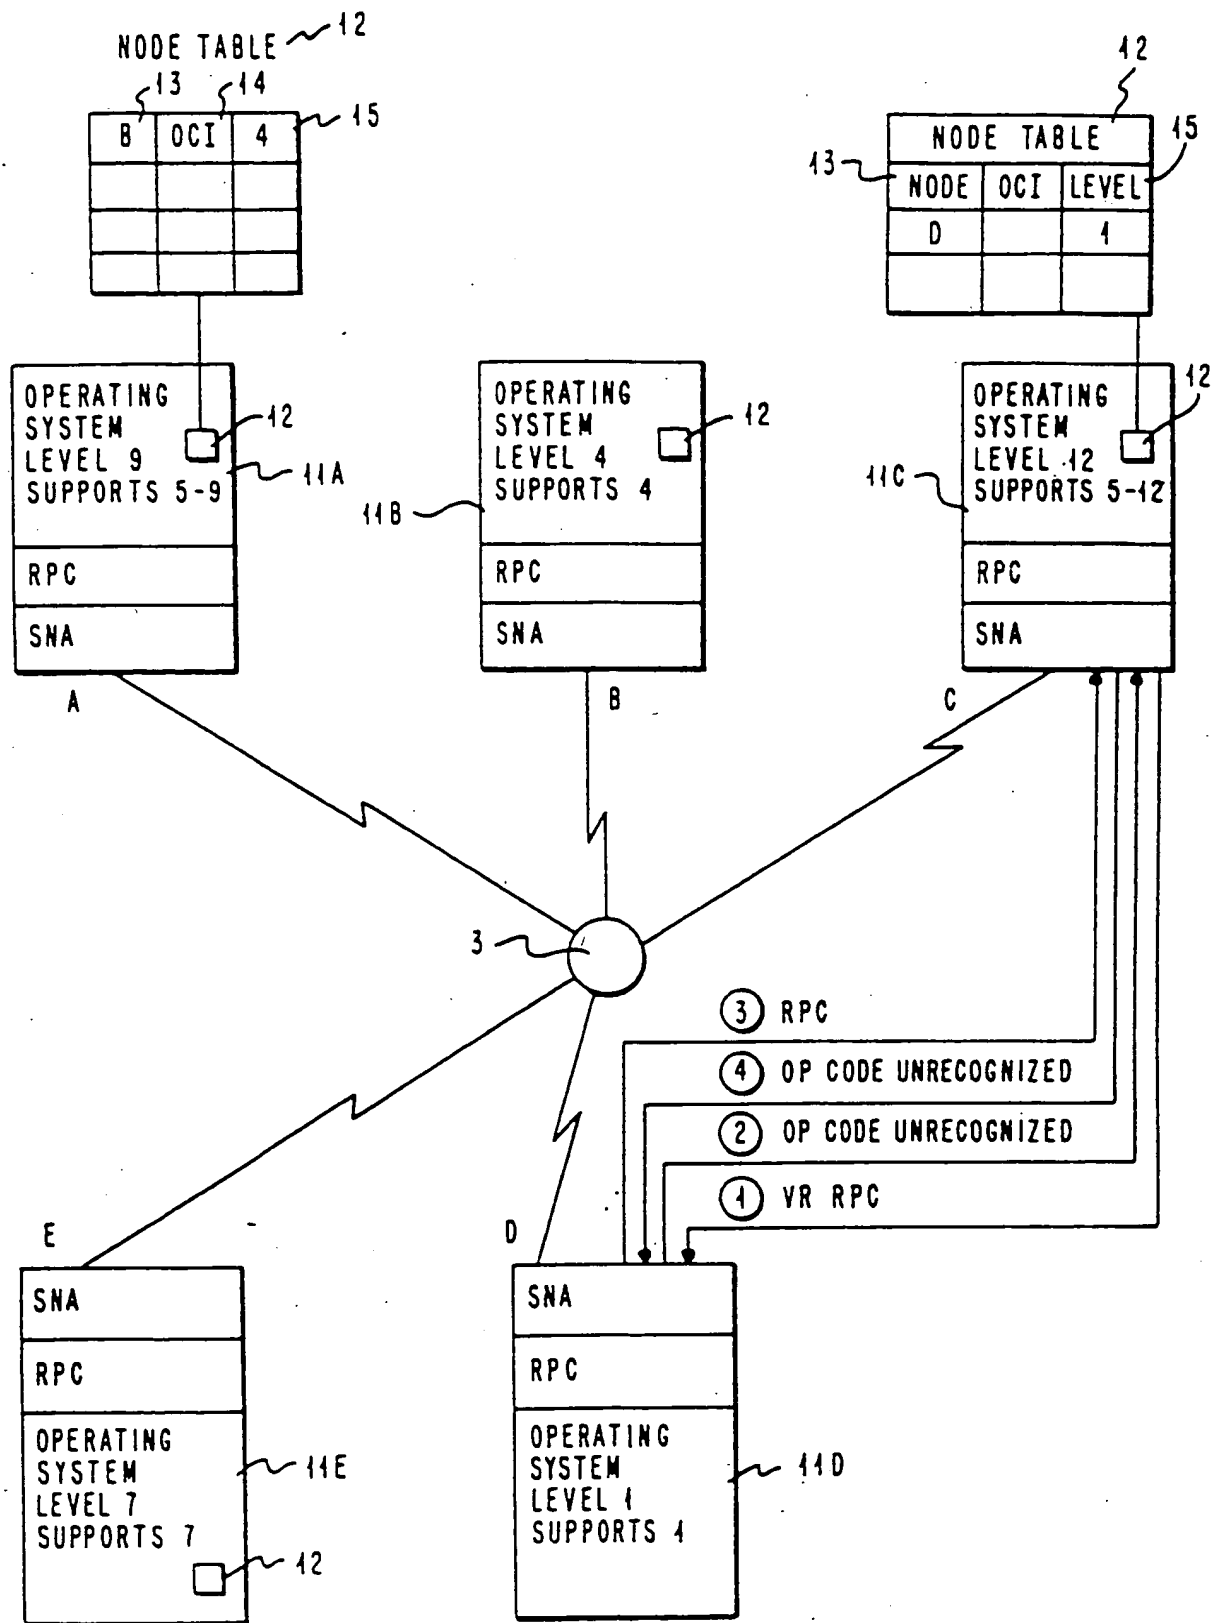 NODE TABLE 12
13 14
B OCI 4 15
12
NODE TABLE
13 15
NODE OCI LEVEL
D 1
OPERATING
SYSTEM
LEVEL 9
SUPPORTS 5-9
12
11A
RPC
SNA
A
OPERATING
SYSTEM
LEVEL 4
SUPPORTS 4
12
11B
RPC
SNA
B
OPERATING
SYSTEM
LEVEL 12
SUPPORTS 5-12
12
11C
RPC
SNA
C
3
3 RPC
4 OP CODE UNRECOGNIZED
2 OP CODE UNRECOGNIZED
1 VR RPC
E
SNA
RPC
OPERATING
SYSTEM
LEVEL 7
SUPPORTS 7
11E
12
D
SNA
RPC
OPERATING
SYSTEM
LEVEL 1
SUPPORTS 1
11D